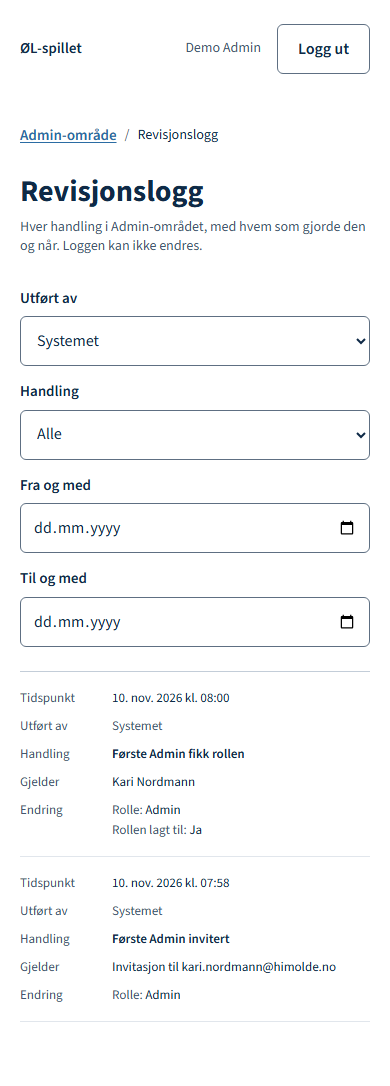 ØL-spillet
Demo Admin
Logg ut
Admin-område / Revisjonslogg
Revisjonslogg
Hver handling i Admin-området, med hvem som gjorde den
og når. Loggen kan ikke endres.
Utført av
Systemet
Handling
Alle
Fra og med
dd.mm.yyyy
Til og med
dd.mm.yyyy
Tidspunkt 10. nov. 2026 kl. 08:00
Utført av Systemet
Handling Første Admin fikk rollen
Gjelder Kari Nordmann
Endring Rolle: Admin
Rollen lagt til: Ja
Tidspunkt 10. nov. 2026 kl. 07:58
Utført av Systemet
Handling Første Admin invitert
Gjelder Invitasjon til kari.nordmann@himolde.no
Endring Rolle: Admin